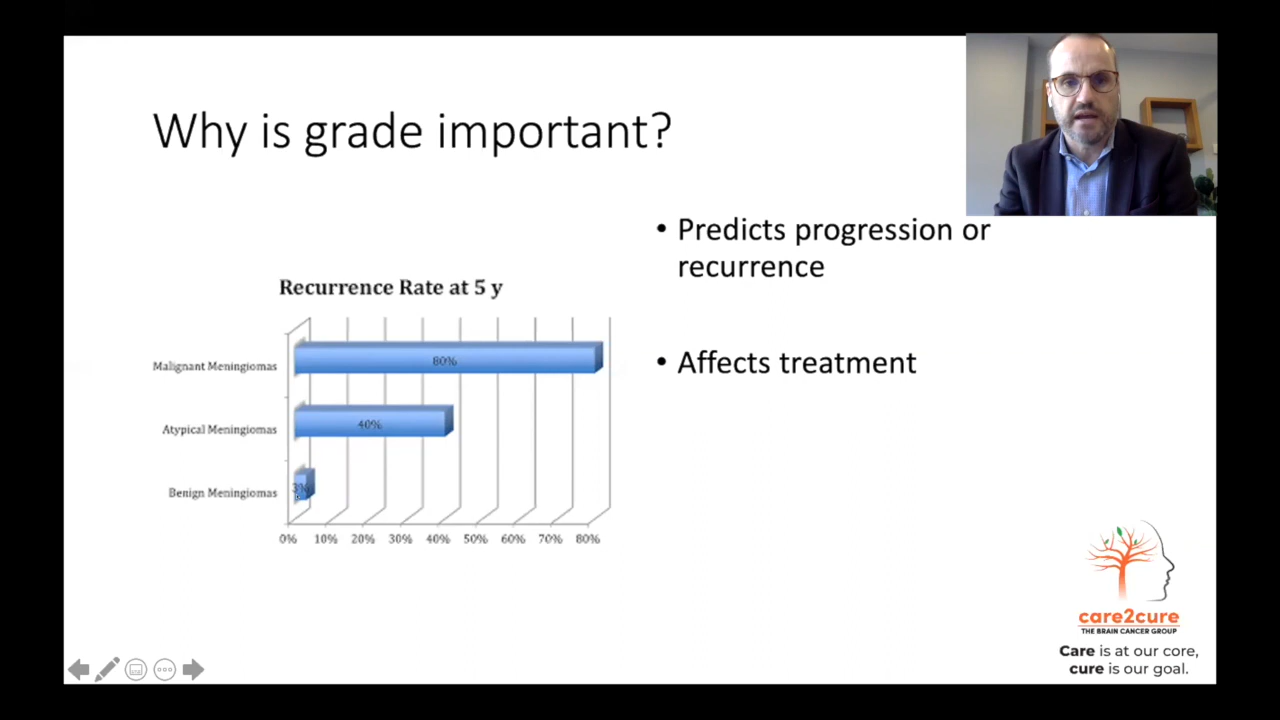 Why is grade important?
• Predicts progression or
recurrence
• Affects treatment
Recurrence Rate at 5 y
Malignant Meningiomas
80%
Atypical Meningiomas
40%
Benign Meningiomas
3%
0% 10% 20% 30% 40% 50% 60% 70% 80%
care2cure
THE BRAIN CANCER GROUP
Care is at our core,
cure is our goal.